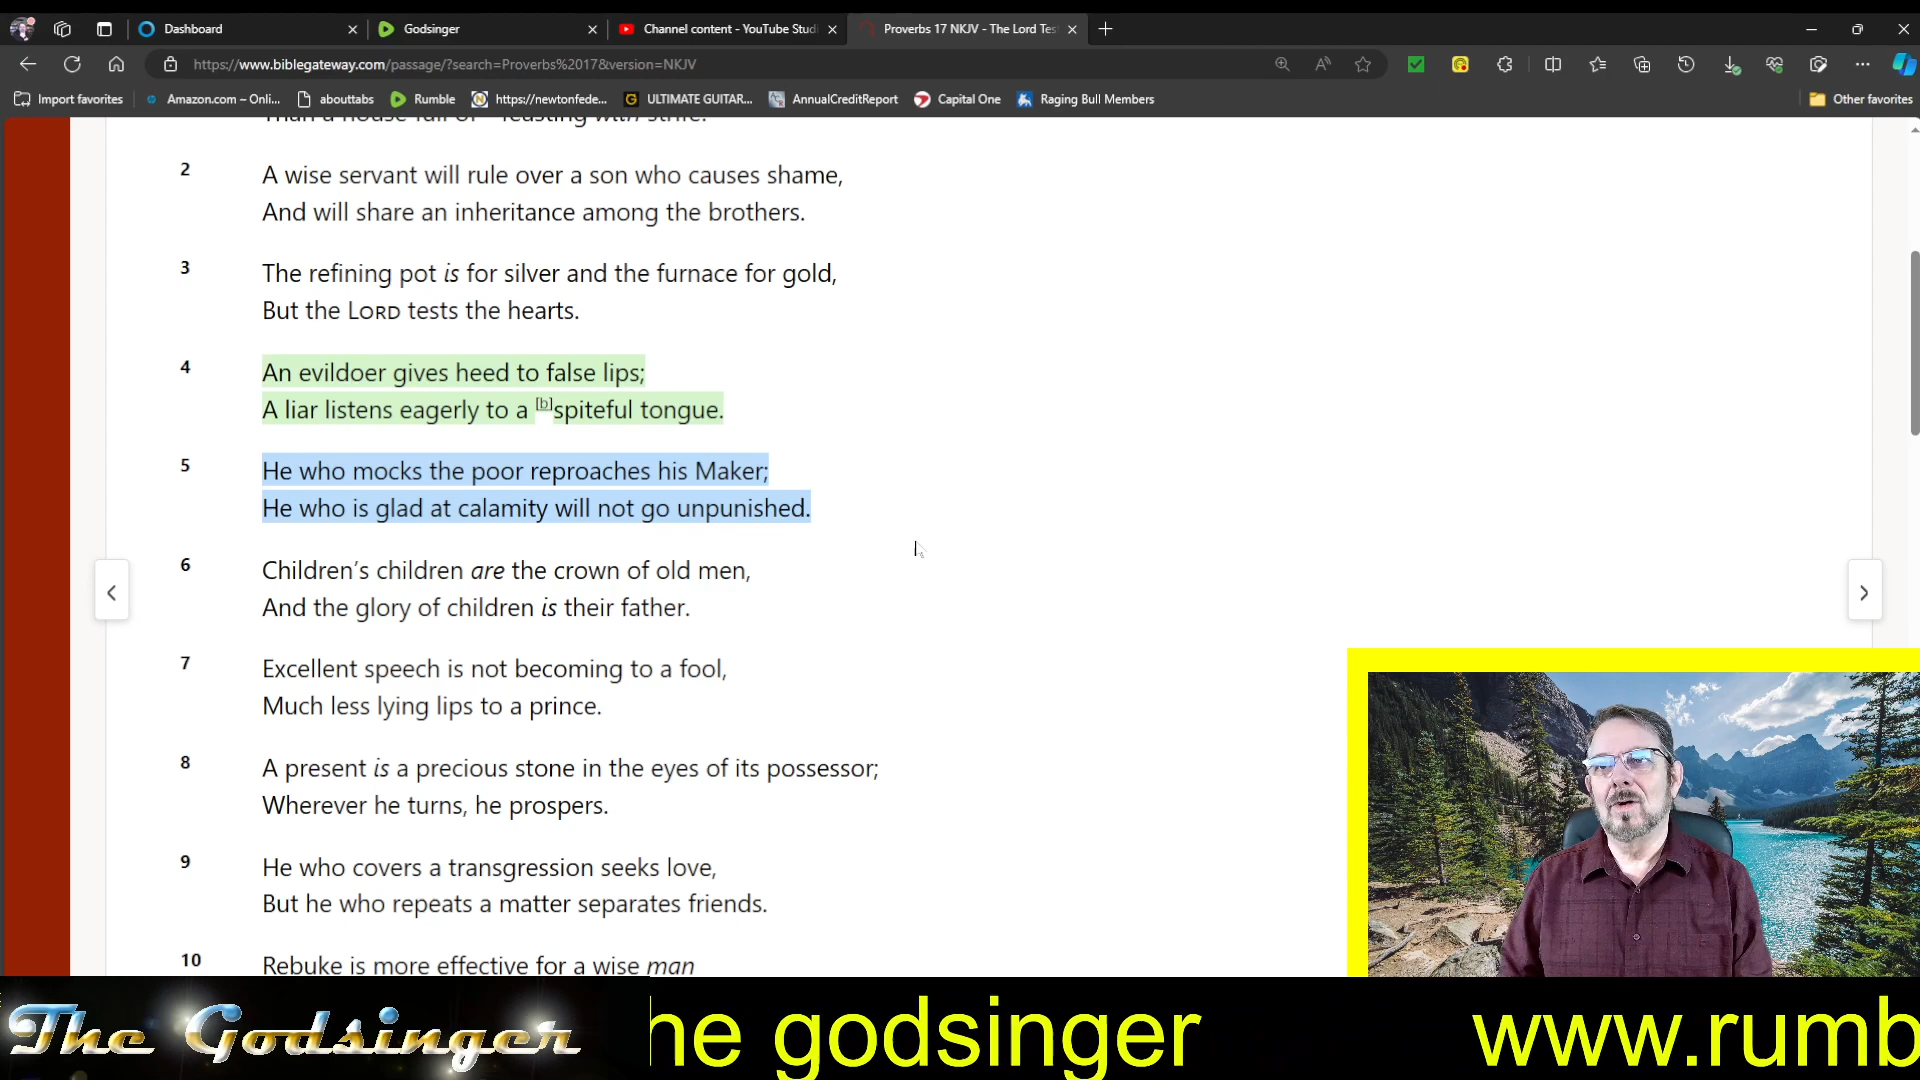 Dashboard
Godsinger
Channel content - YouTube Studi
Proverbs 17 NKJV - The Lord Tes
https://www.biblegateway.com/passage/?search=Proverbs%2017&version=NKJV
Import favorites
Amazon.com – Onli...
abouttabs
Rumble
https://newtonfede...
ULTIMATE GUITAR...
AnnualCreditReport
Capital One
Raging Bull Members
Other favorites
Than a house full of feasting with strife.
2 A wise servant will rule over a son who causes shame,
And will share an inheritance among the brothers.
3 The refining pot is for silver and the furnace for gold,
But the LORD tests the hearts.
4 An evildoer gives heed to false lips;
A liar listens eagerly to a [b]spiteful tongue.
5 He who mocks the poor reproaches his Maker;
He who is glad at calamity will not go unpunished.
6 Children’s children are the crown of old men,
And the glory of children is their father.
7 Excellent speech is not becoming to a fool,
Much less lying lips to a prince.
8 A present is a precious stone in the eyes of its possessor;
Wherever he turns, he prospers.
9 He who covers a transgression seeks love,
But he who repeats a matter separates friends.
10 Rebuke is more effective for a wise man
The Godsinger
he godsinger
www.rumb